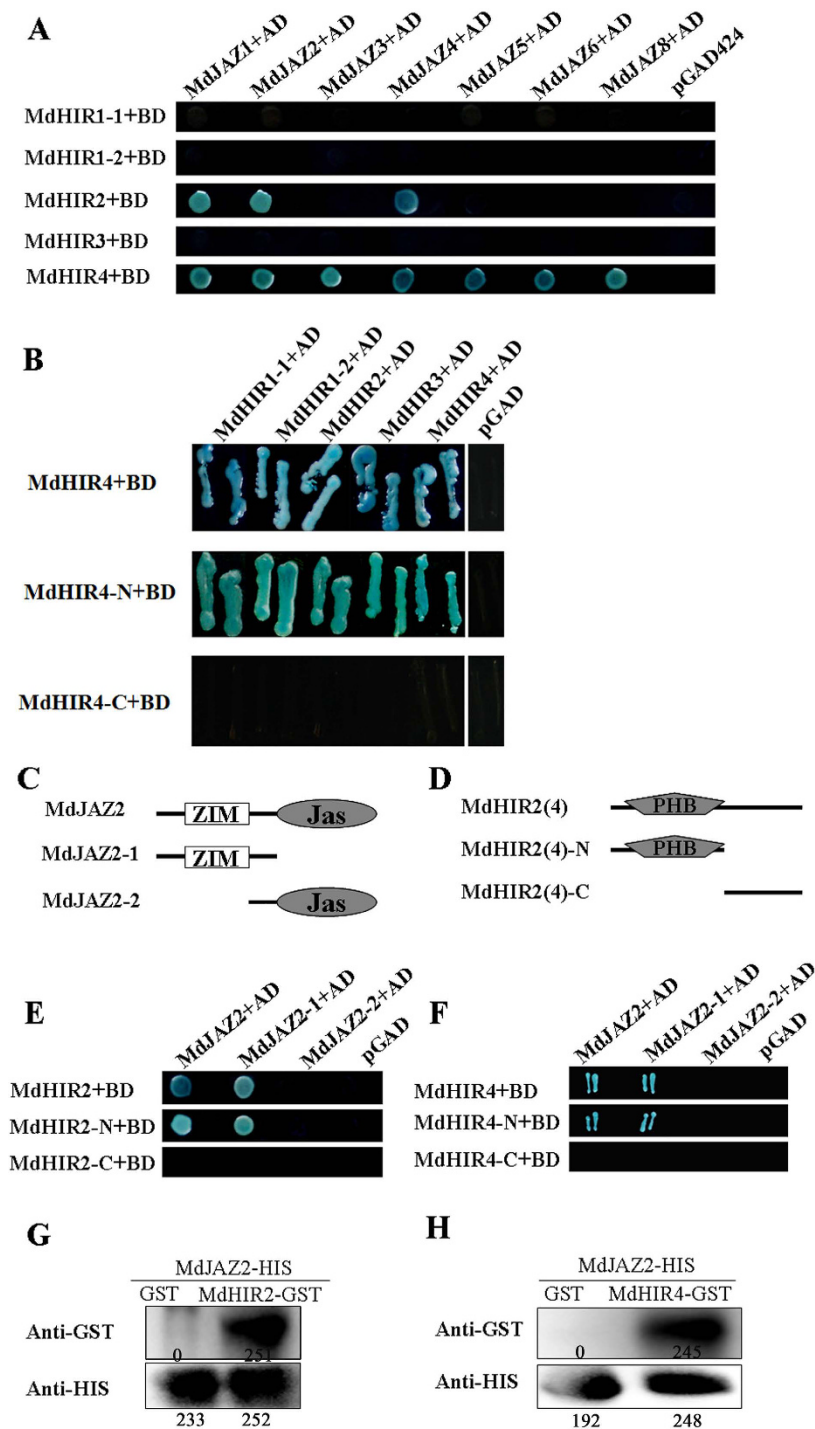 A
MdJAZ1+AD MdJAZ2+AD MdJAZ3+AD MdJAZ4+AD MdJAZ5+AD MdJAZ6+AD MdJAZ8+AD pGAD424
MdHIR1-1+BD
MdHIR1-2+BD
MdHIR2+BD
MdHIR3+BD
MdHIR4+BD
B
MdHIR1-1+AD MdHIR1-2+AD MdHIR2+AD MdHIR3+AD MdHIR4+AD pGAD
MdHIR4+BD
MdHIR4-N+BD
MdHIR4-C+BD
C
MdJAZ2 ZIM Jas
MdJAZ2-1 ZIM
MdJAZ2-2 Jas
D
MdHIR2(4) PHB
MdHIR2(4)-N PHB
MdHIR2(4)-C
E
MdJAZ2+AD MdJAZ2-1+AD MdJAZ2-2+AD pGAD
MdHIR2+BD
MdHIR2-N+BD
MdHIR2-C+BD
F
MdJAZ2+AD MdJAZ2-1+AD MdJAZ2-2+AD pGAD
MdHIR4+BD
MdHIR4-N+BD
MdHIR4-C+BD
G
MdJAZ2-HIS
GST MdHIR2-GST
Anti-GST
0 251
Anti-HIS
233 252
H
MdJAZ2-HIS
GST MdHIR4-GST
Anti-GST
0 245
Anti-HIS
192 248